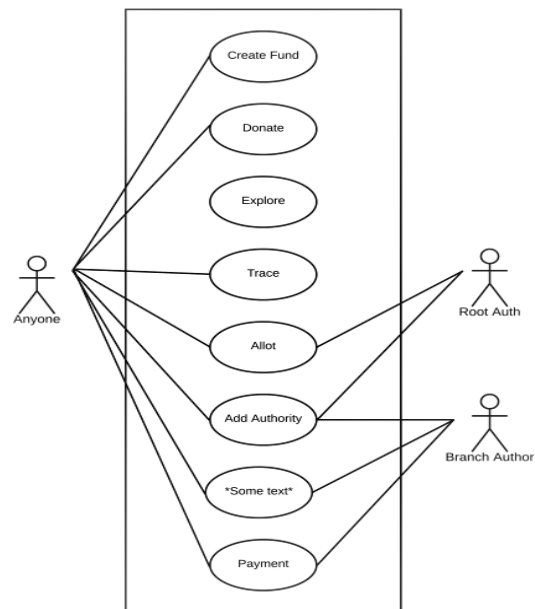 Create Fund
Donate
Explore
Trace
Anyone
Root Auth
Allot
Add Authority
Branch Author
*Some text*
Payment